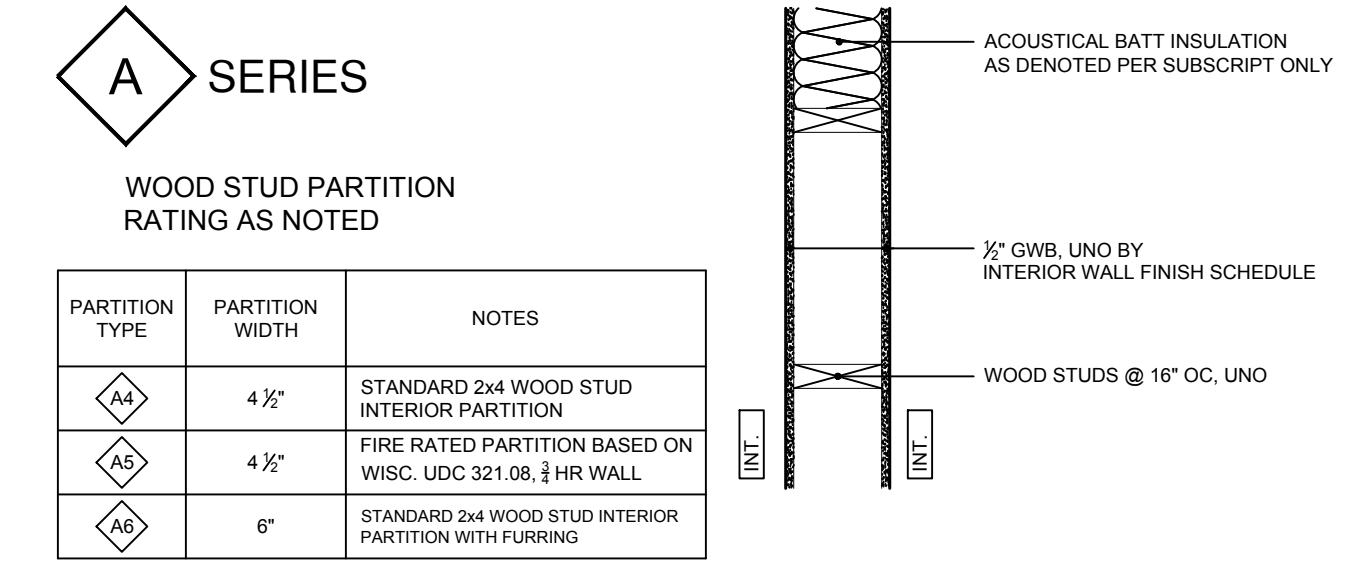 A SERIES
WOOD STUD PARTITION
RATING AS NOTED
PARTITION TYPE
PARTITION WIDTH
NOTES
A4
4 ½"
STANDARD 2x4 WOOD STUD
INTERIOR PARTITION
A5
4 ½"
FIRE RATED PARTITION BASED ON
WISC. UDC 321.08, ¾ HR WALL
A6
6"
STANDARD 2x4 WOOD STUD INTERIOR
PARTITION WITH FURRING
ACOUSTICAL BATT INSULATION
AS DENOTED PER SUBSCRIPT ONLY
½" GWB, UNO BY
INTERIOR WALL FINISH SCHEDULE
WOOD STUDS @ 16" OC, UNO
INT.
INT.